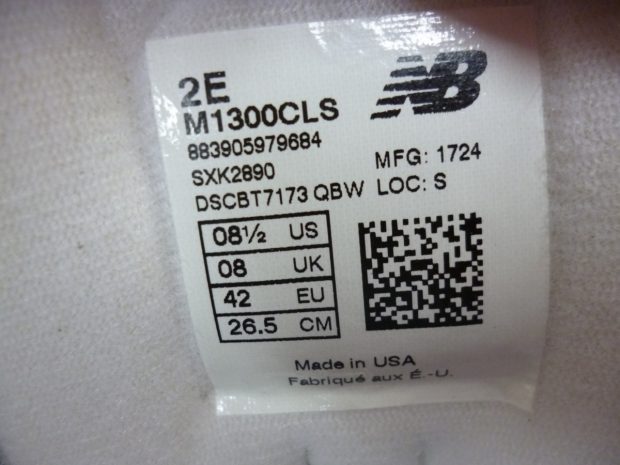 2E
M1300CLS
883905979684
SXK2890
DSCBT7173 QBW
NB
MFG: 1724
LOC: S
08½ US
08 UK
42 EU
26.5 CM
Made in USA
Fabriqué aux É.-U.